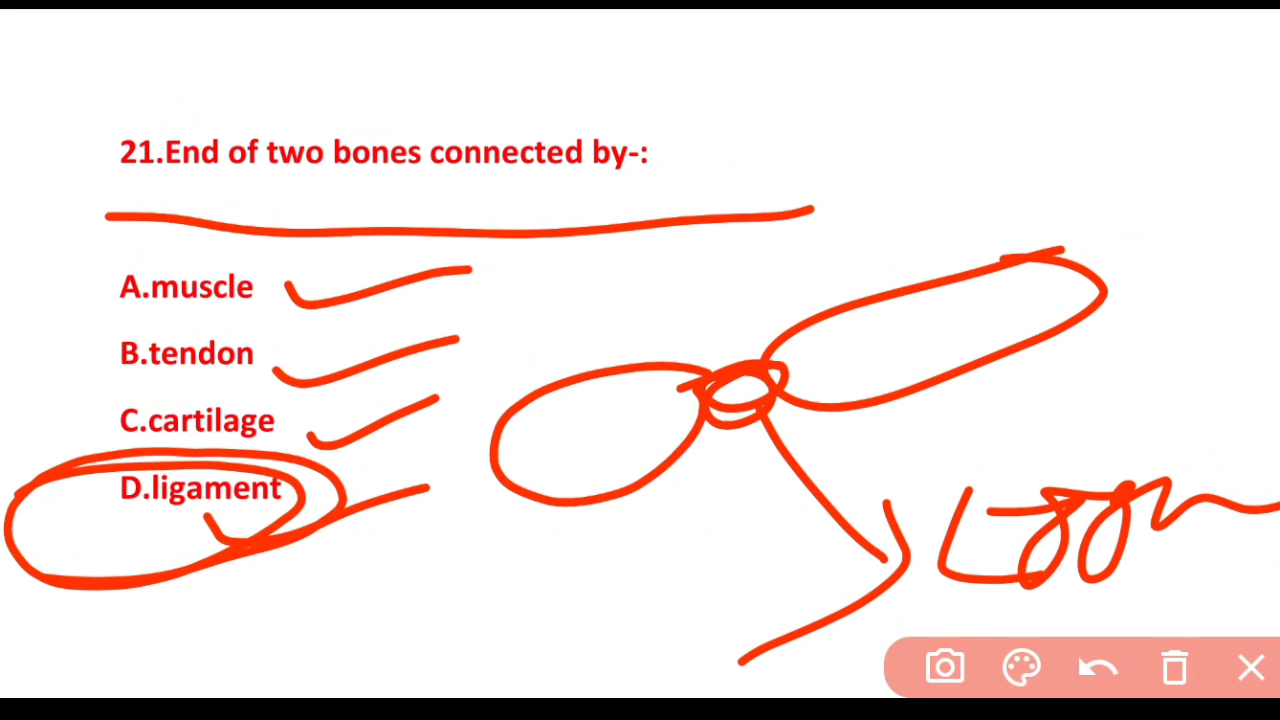 21.End of two bones connected by-:
A.muscle
B.tendon
C.cartilage
D.ligament